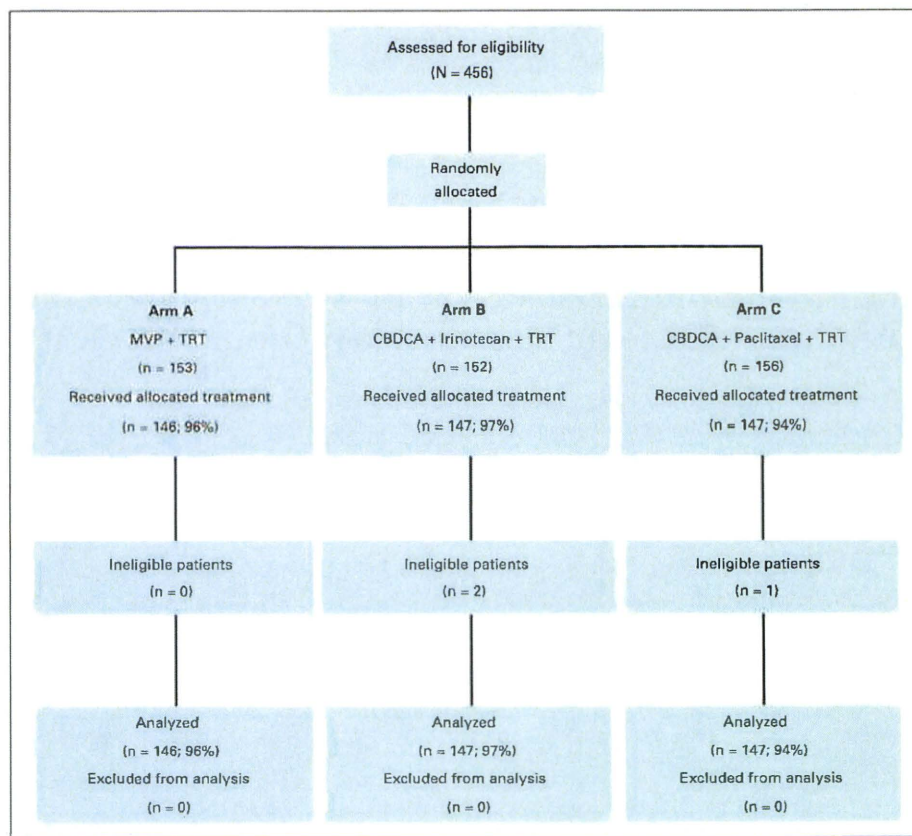 Assessed for eligibility
(N = 456)
Randomly
allocated
Arm A
MVP + TRT
(n = 153)
Received allocated treatment
(n = 146; 96%)
Arm B
CBDCA + Irinotecan + TRT
(n = 152)
Received allocated treatment
(n = 147; 97%)
Arm C
CBDCA + Paclitaxel + TRT
(n = 156)
Received allocated treatment
(n = 147; 94%)
Ineligible patients
(n = 0)
Ineligible patients
(n = 2)
Ineligible patients
(n = 1)
Analyzed
(n = 146; 96%)
Excluded from analysis
(n = 0)
Analyzed
(n = 147; 97%)
Excluded from analysis
(n = 0)
Analyzed
(n = 147; 94%)
Excluded from analysis
(n = 0)